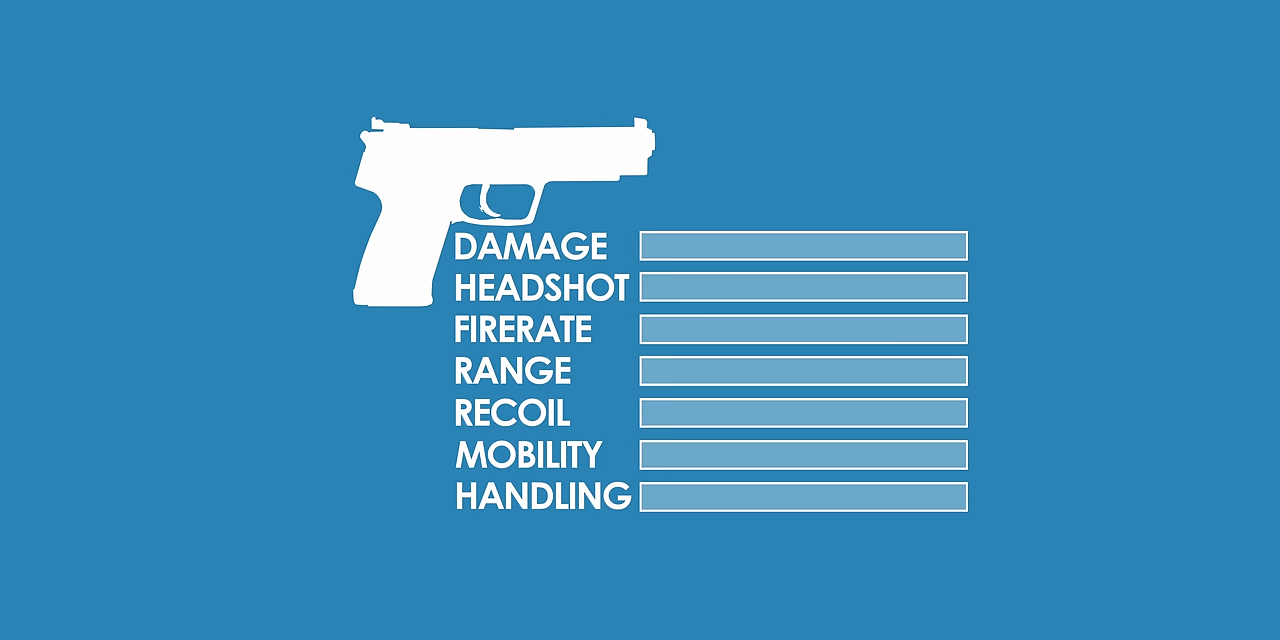 DAMAGE
HEADSHOT
FIRERATE
RANGE
RECOIL
MOBILITY
HANDLING